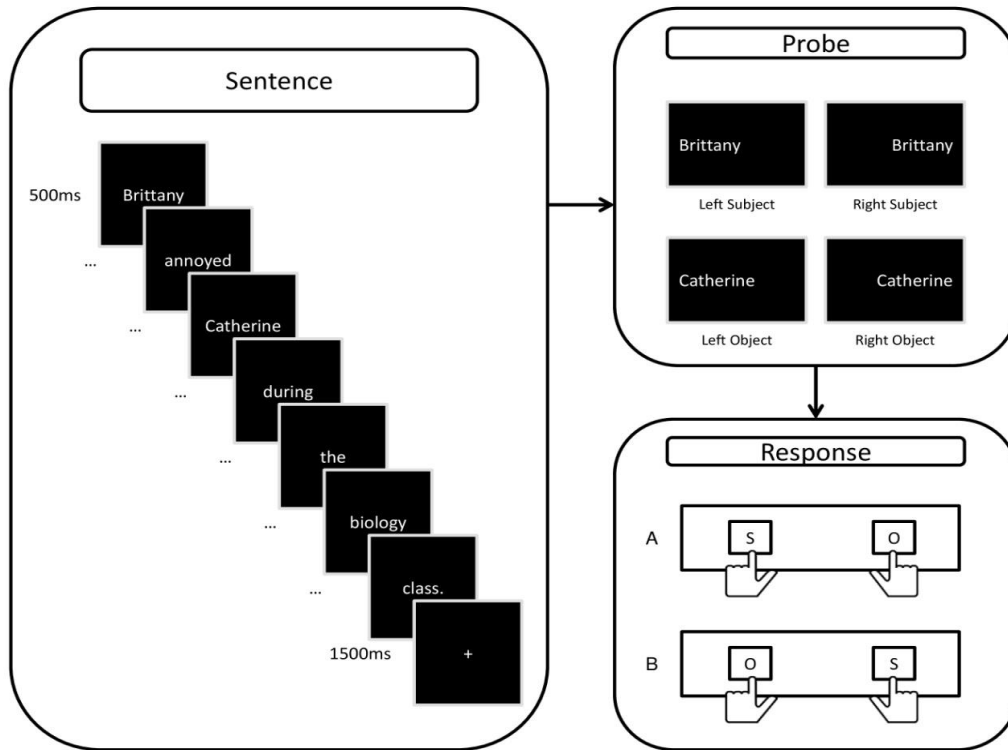 Sentence
500ms
Brittany
...
annoyed
...
Catherine
...
during
...
the
...
biology
...
class.
1500ms
+
Probe
Brittany
Brittany
Left Subject
Right Subject
Catherine
Catherine
Left Object
Right Object
Response
A
S
O
B
O
S